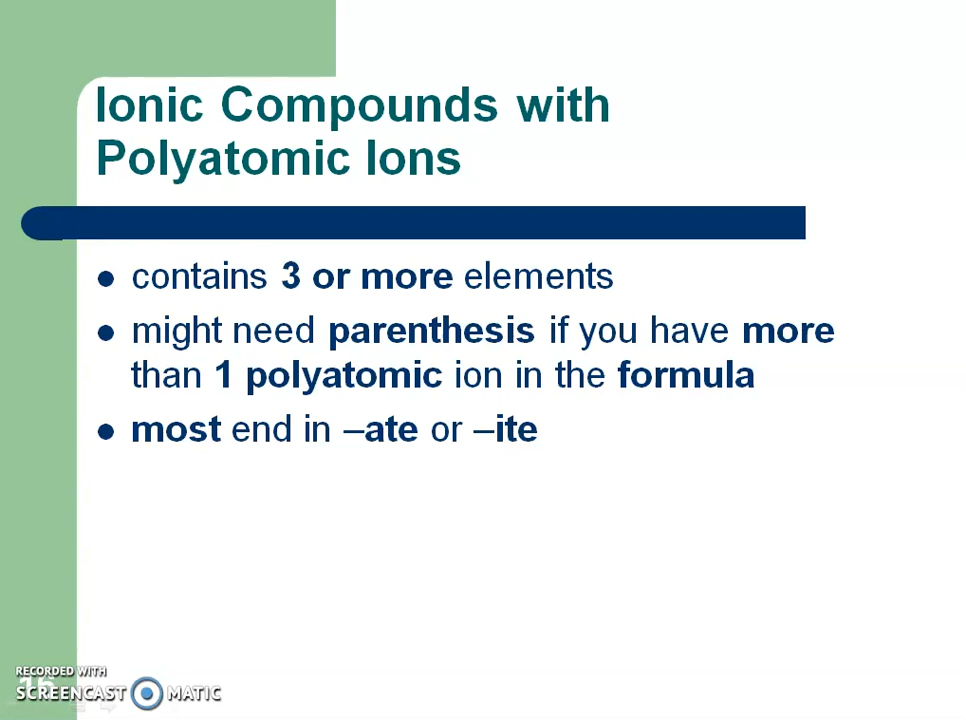 Ionic Compounds with
Polyatomic Ions
● contains 3 or more elements
● might need parenthesis if you have more
than 1 polyatomic ion in the formula
● most end in –ate or –ite
RECORDED WITH
SCREENCAST MATIC